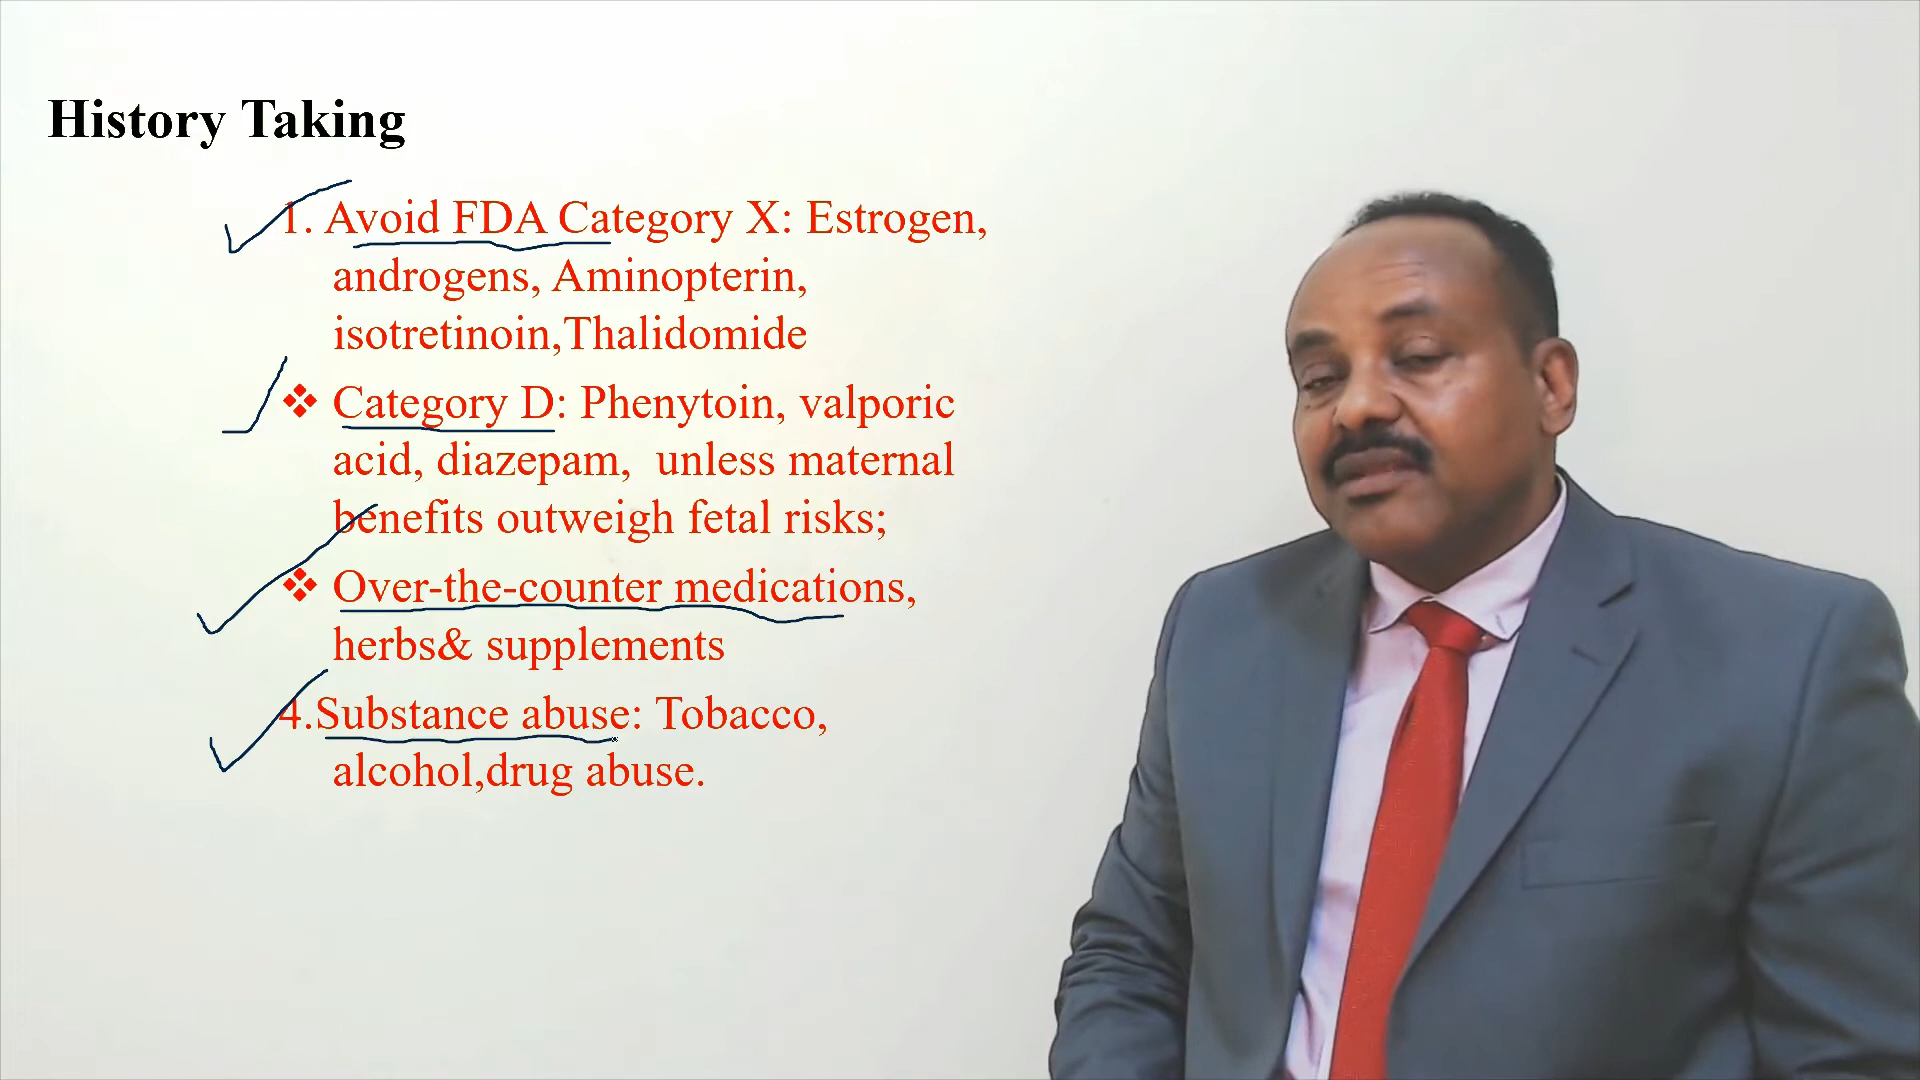 History Taking
1. Avoid FDA Category X: Estrogen,
androgens, Aminopterin,
isotretinoin,Thalidomide
❖ Category D: Phenytoin, valporic
acid, diazepam, unless maternal
benefits outweigh fetal risks;
❖ Over-the-counter medications,
herbs& supplements
4.Substance abuse: Tobacco,
alcohol,drug abuse.